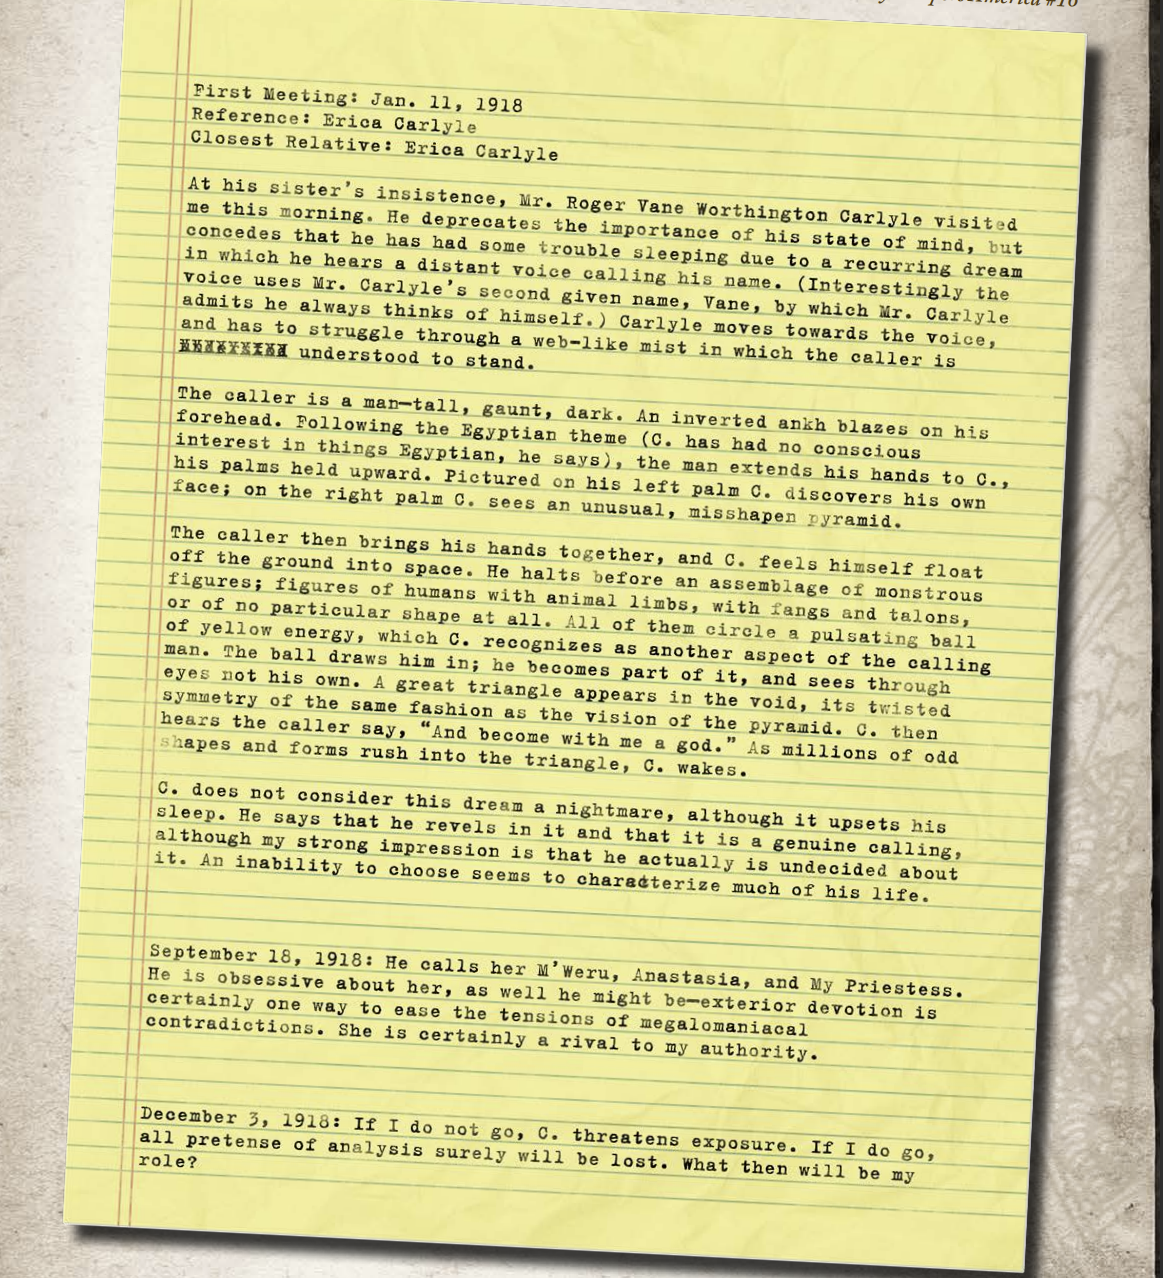 America #16
First Meeting: Jan. 11, 1918
Reference: Erica Carlyle
Closest Relative: Erica Carlyle
At his sister's insistence, Mr. Roger Vane Worthington Carlyle visited
me this morning. He deprecates the importance of his state of mind, but
concedes that he has had some trouble sleeping due to a recurring dream
in which he hears a distant voice calling his name. (Interestingly the
voice uses Mr. Carlyle's second given name, Vane, by which Mr. Carlyle
admits he always thinks of himself.) Carlyle moves towards the voice,
and has to struggle through a web-like mist in which the caller is
understood to stand.
The caller is a man—tall, gaunt, dark. An inverted ankh blazes on his
forehead. Following the Egyptian theme (C. has had no conscious
interest in things Egyptian, he says), the man extends his hands to C.,
his palms held upward. Pictured on his left palm C. discovers his own
face; on the right palm C. sees an unusual, misshapen pyramid.
The caller then brings his hands together, and C. feels himself float
off the ground into space. He halts before an assemblage of monstrous
figures; figures of humans with animal limbs, with fangs and talons,
or of no particular shape at all. All of them circle a pulsating ball
of yellow energy, which C. recognizes as another aspect of the calling
man. The ball draws him in; he becomes part of it, and sees through
eyes not his own. A great triangle appears in the void, its twisted
symmetry of the same fashion as the vision of the pyramid. C. then
hears the caller say, “And become with me a god.” As millions of odd
shapes and forms rush into the triangle, C. wakes.
C. does not consider this dream a nightmare, although it upsets his
sleep. He says that he revels in it and that it is a genuine calling,
although my strong impression is that he actually is undecided about
it. An inability to choose seems to characterize much of his life.
September 18, 1918: He calls her M'Weru, Anastasia, and My Priestess.
He is obsessive about her, as well he might be—exterior devotion is
certainly one way to ease the tensions of megalomaniacal
contradictions. She is certainly a rival to my authority.
December 3, 1918: If I do not go, C. threatens exposure. If I do go,
all pretense of analysis surely will be lost. What then will be my
role?